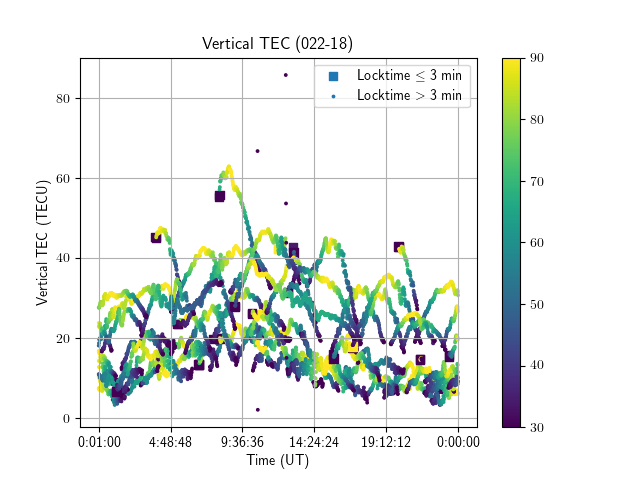 Vertical TEC (022-18)
Locktime ≤ 3 min
Locktime > 3 min
Vertical TEC (TECU)
80
60
40
20
0
0:01:00 4:48:48 9:36:36 14:24:24 19:12:12 0:00:00
Time (UT)
90
80
70
60
50
40
30